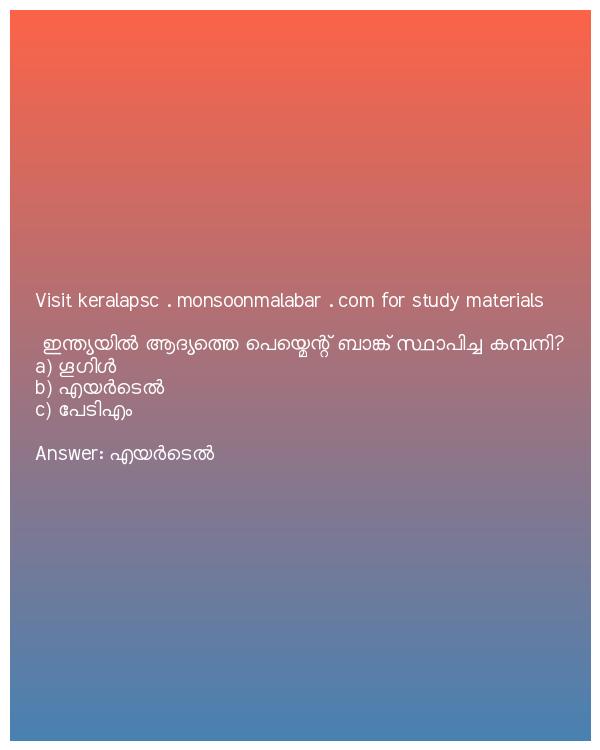 Visit keralapsc . monsoonmalabar . com for study materials
ഇന്ത്യയിൽ ആദ്യത്തെ പെയ്മെന്റ് ബാങ്ക് സ്ഥാപിച്ച കമ്പനി?
a) ഗൂഗിൾ
b) എയർടെൽ
c) പേടിഎം
Answer: എയർടെൽ